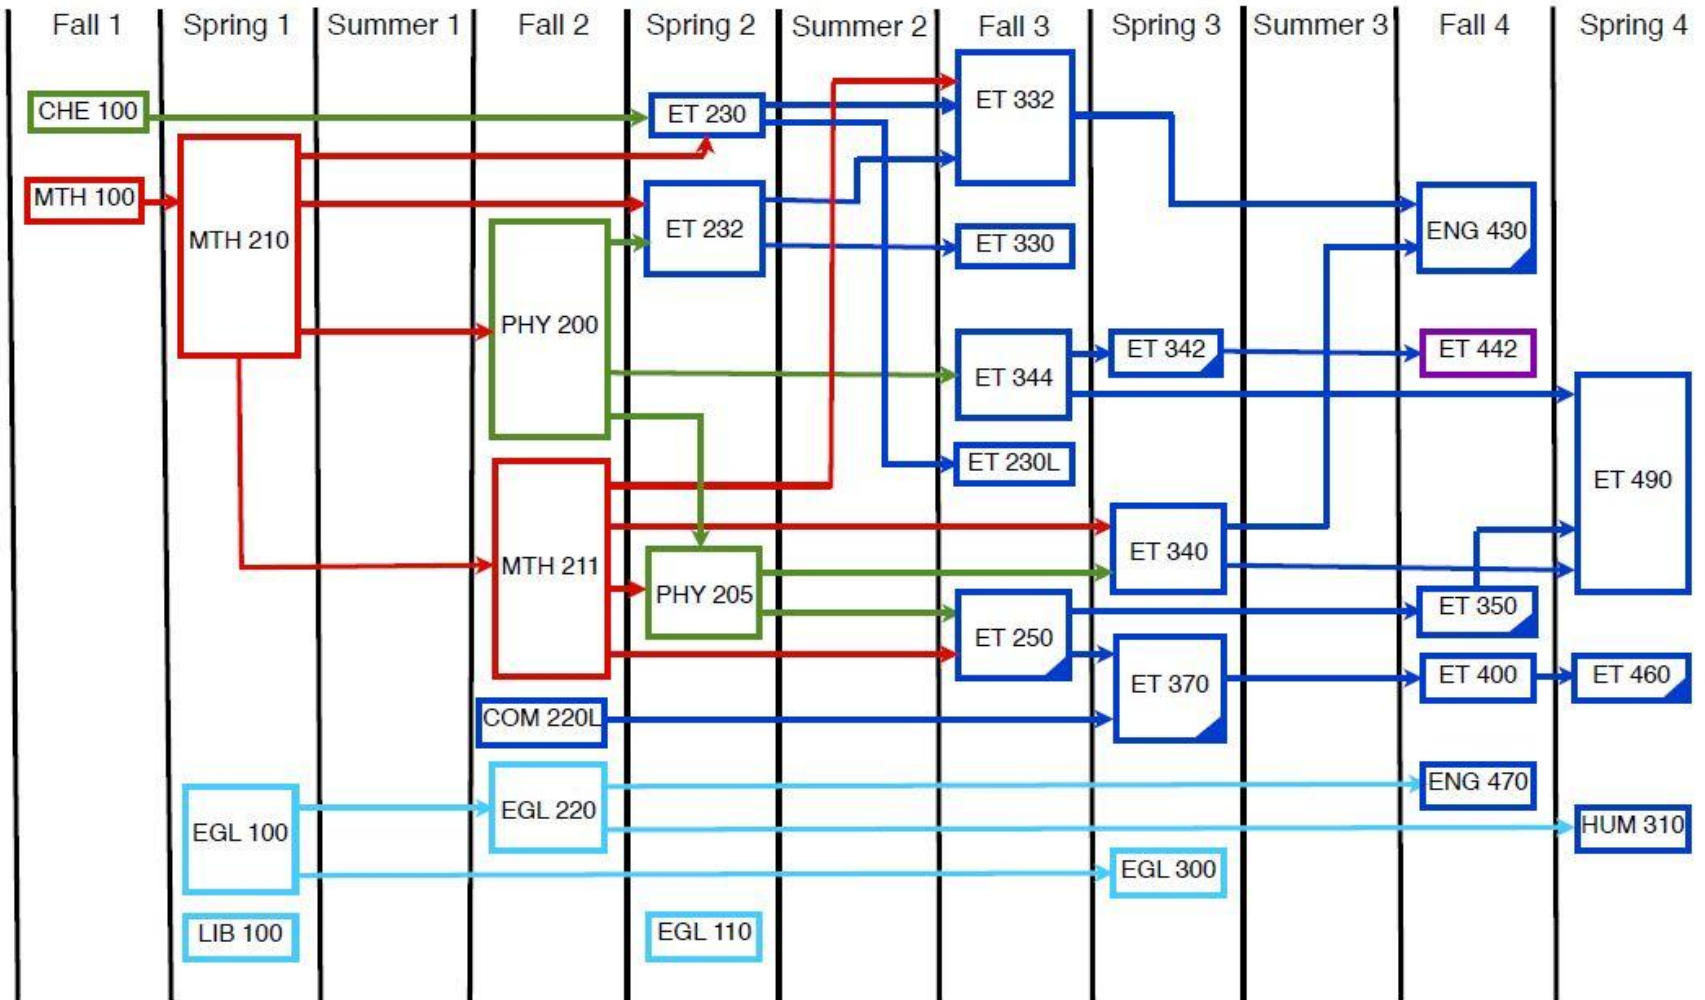 Fall 1
Spring 1
Summer 1
Fall 2
Spring 2
Summer 2
Fall 3
Spring 3
Summer 3
Fall 4
Spring 4
CHE 100
ET 230
ET 332
MTH 100
MTH 210
ET 232
ET 330
ENG 430
PHY 200
ET 344
ET 342
ET 442
ET 230L
ET 490
MTH 211
PHY 205
ET 340
ET 250
ET 350
ET 370
ET 400
ET 460
COM 220L
EGL 100
EGL 220
ENG 470
HUM 310
EGL 300
LIB 100
EGL 110